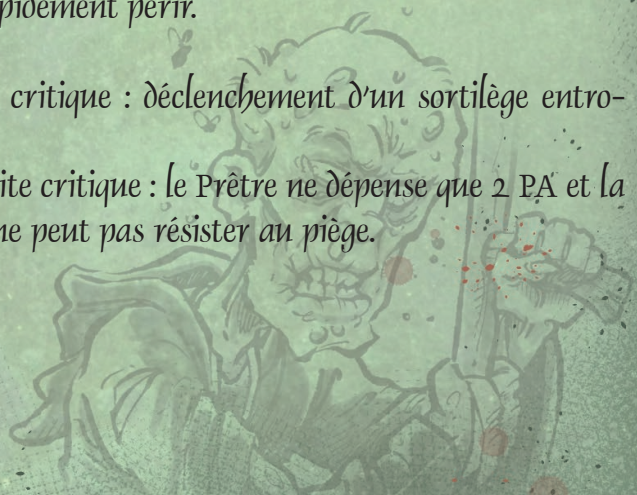 pidement périr.
critique : déclenchement d'un sortilège entro-
ite critique : le Prêtre ne dépense que 2 PA et la
ne peut pas résister au piège.